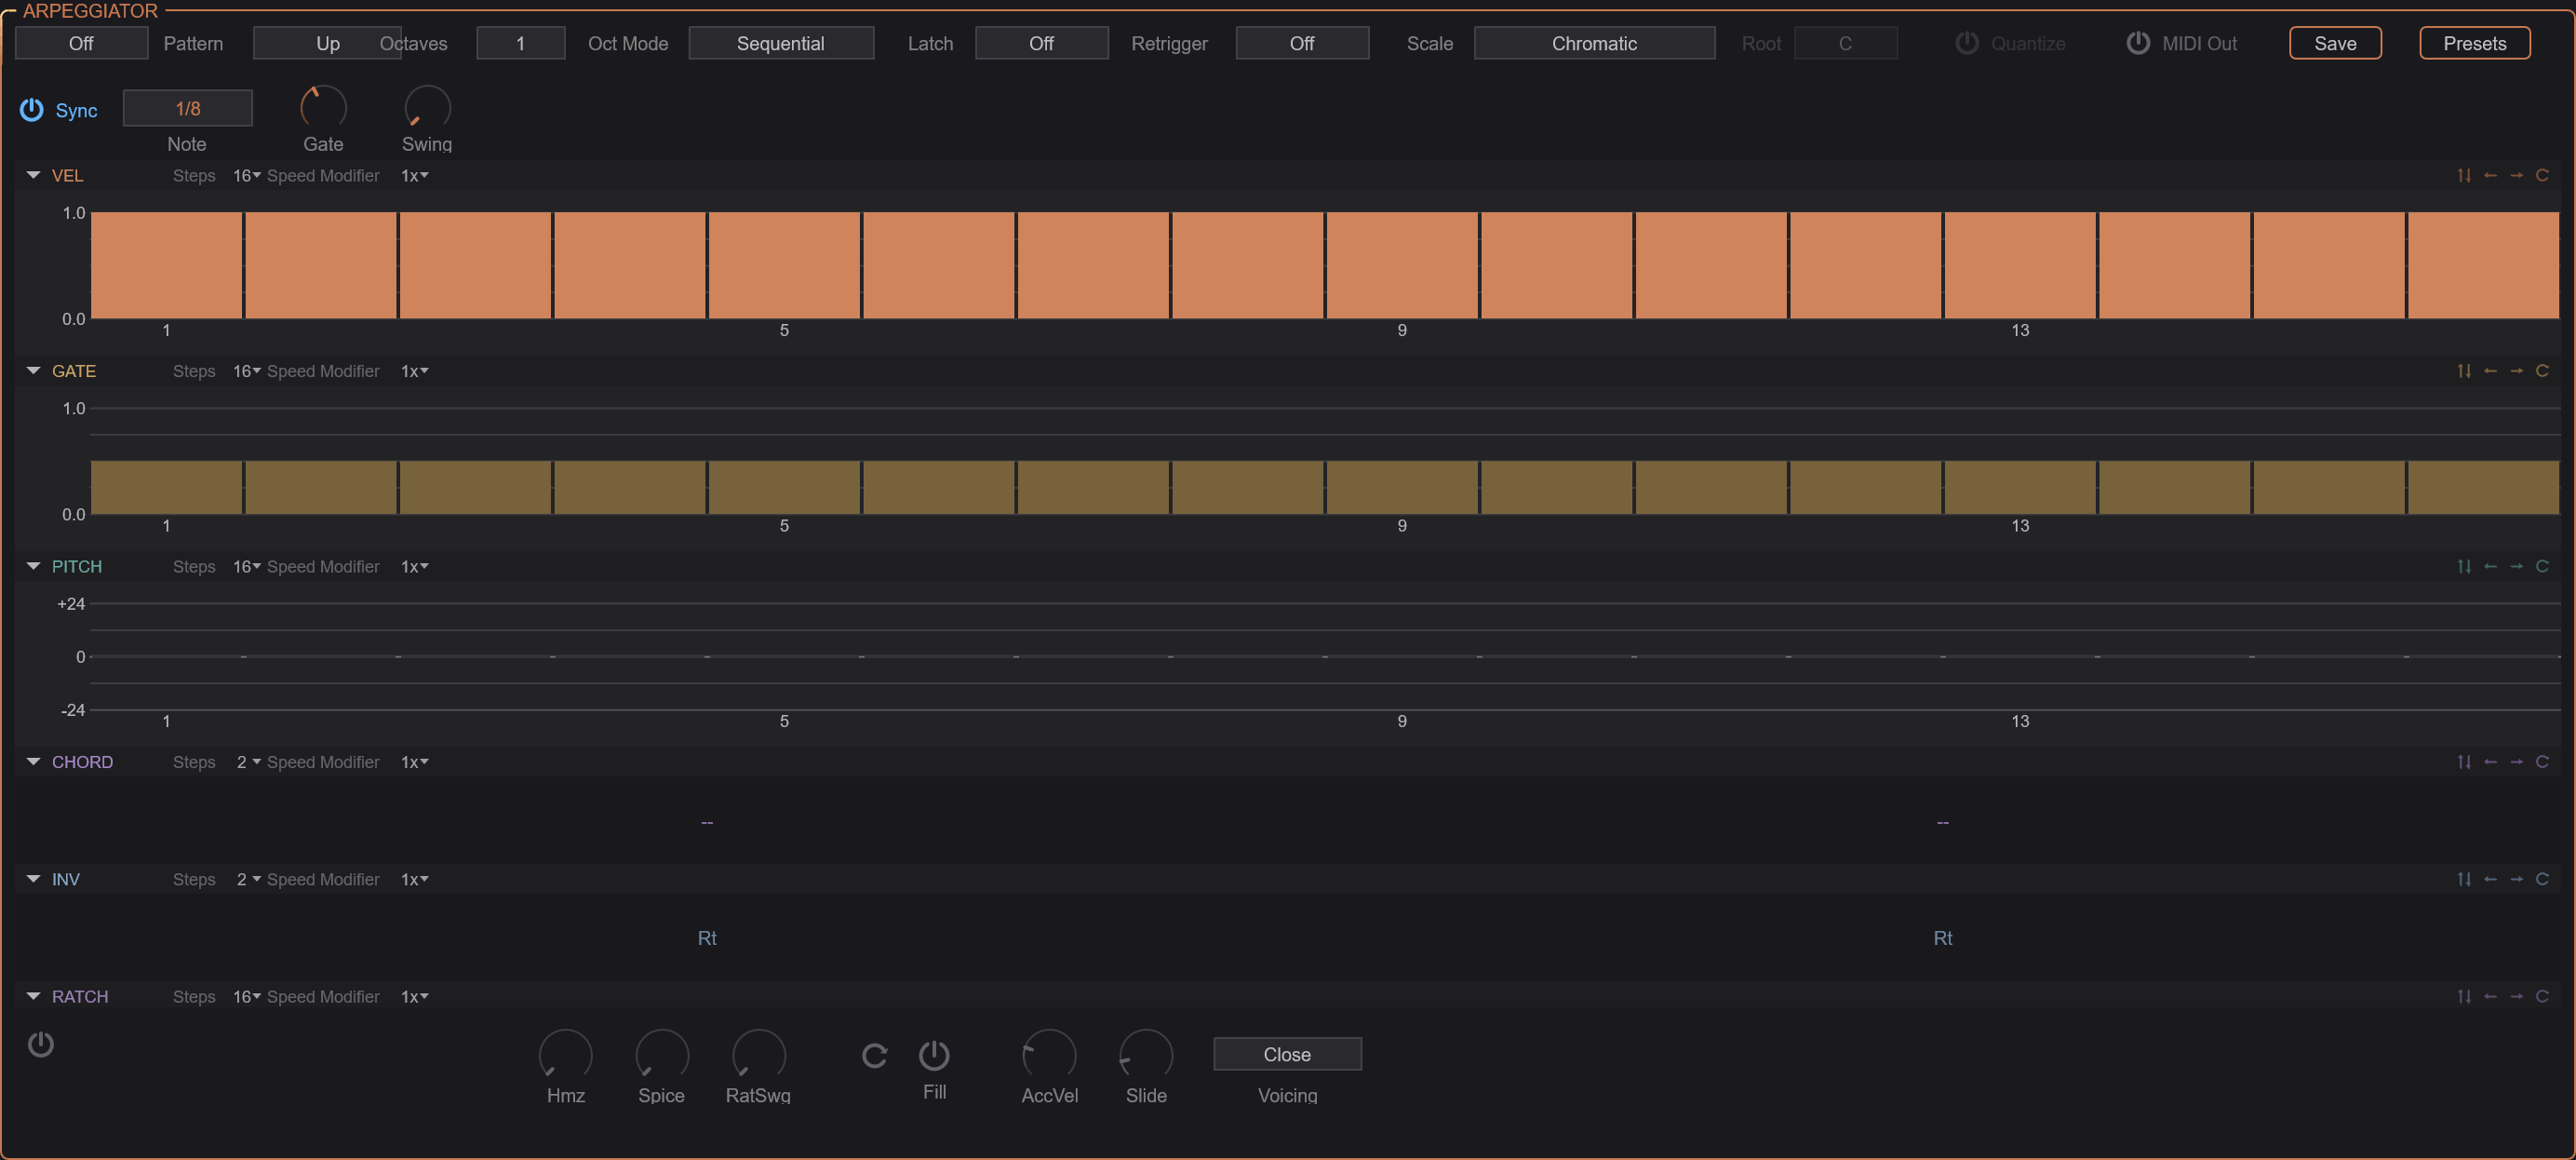 ARPEGGIATOR
Off Pattern Up Octaves 1 Oct Mode Sequential Latch Off Retrigger Off Scale Chromatic Root C Quantize MIDI Out Save Presets
Sync 1/8
Note Gate Swing
VEL Steps 16 Speed Modifier 1x
1.0
0.0
1 5 9 13
GATE Steps 16 Speed Modifier 1x
1.0
0.0
1 5 9 13
PITCH Steps 16 Speed Modifier 1x
+24
0
-24
1 5 9 13
CHORD Steps 2 Speed Modifier 1x
-- --
INV Steps 2 Speed Modifier 1x
Rt Rt
RATCH Steps 16 Speed Modifier 1x
Close
Hmz Spice RatSwg Fill AccVel Slide Voicing